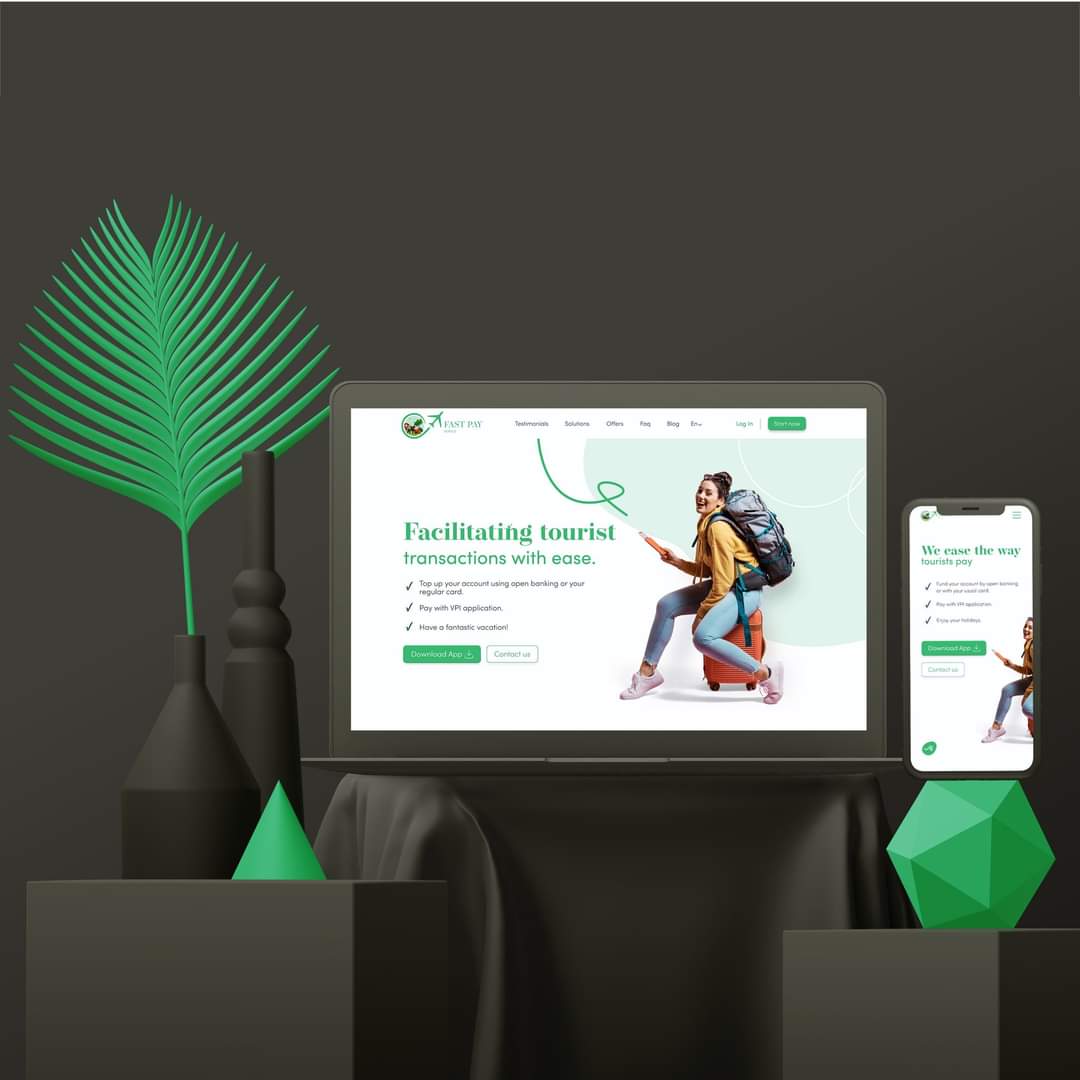 FAST PAY
Testimonials Solutions Offers Faq Blog En
Log in Start now
Facilitating tourist
transactions with ease.
Top up your account using open banking or your
regular card.
Pay with VPI application.
Have a fantastic vacation!
Download App Contact us
We ease the way
tourists pay
Fund your account by open banking
or with your usual card.
Pay with VPI application.
Enjoy your holidays.
Download App
Contact us